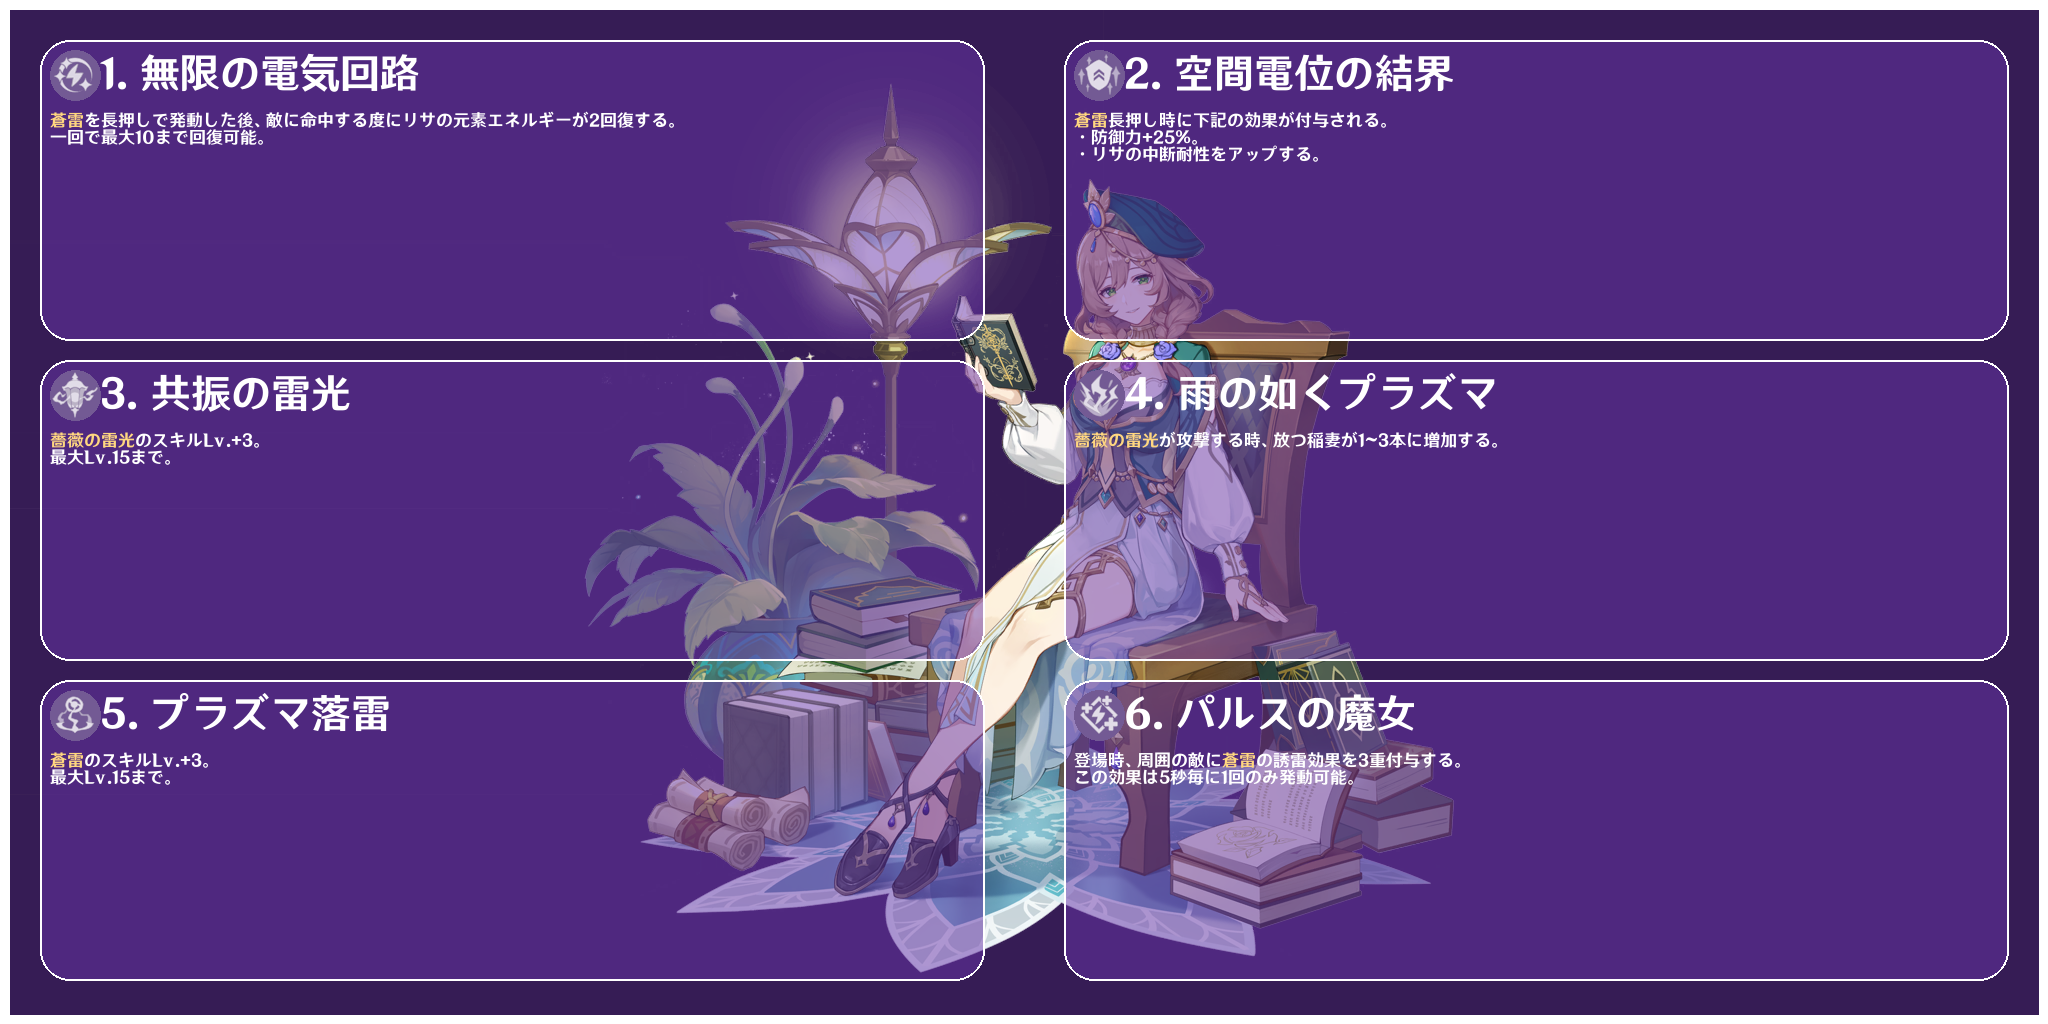 1. 無限の電気回路
蒼雷を長押しで発動した後、敵に命中する度にリサの元素エネルギーが2回復する。
一回で最大10まで回復可能。
2. 空間電位の結界
蒼雷長押し時に下記の効果が付与される。
・防御力+25%。
・リサの中断耐性をアップする。
3. 共振の雷光
薔薇の雷光のスキルLv.+3。
最大Lv.15まで。
4. 雨の如くプラズマ
薔薇の雷光が攻撃する時、放つ稲妻が1~3本に増加する。
5. プラズマ落雷
蒼雷のスキルLv.+3。
最大Lv.15まで。
6. パルスの魔女
登場時、周囲の敵に蒼雷の誘雷効果を3重付与する。
この効果は5秒毎に1回のみ発動可能。